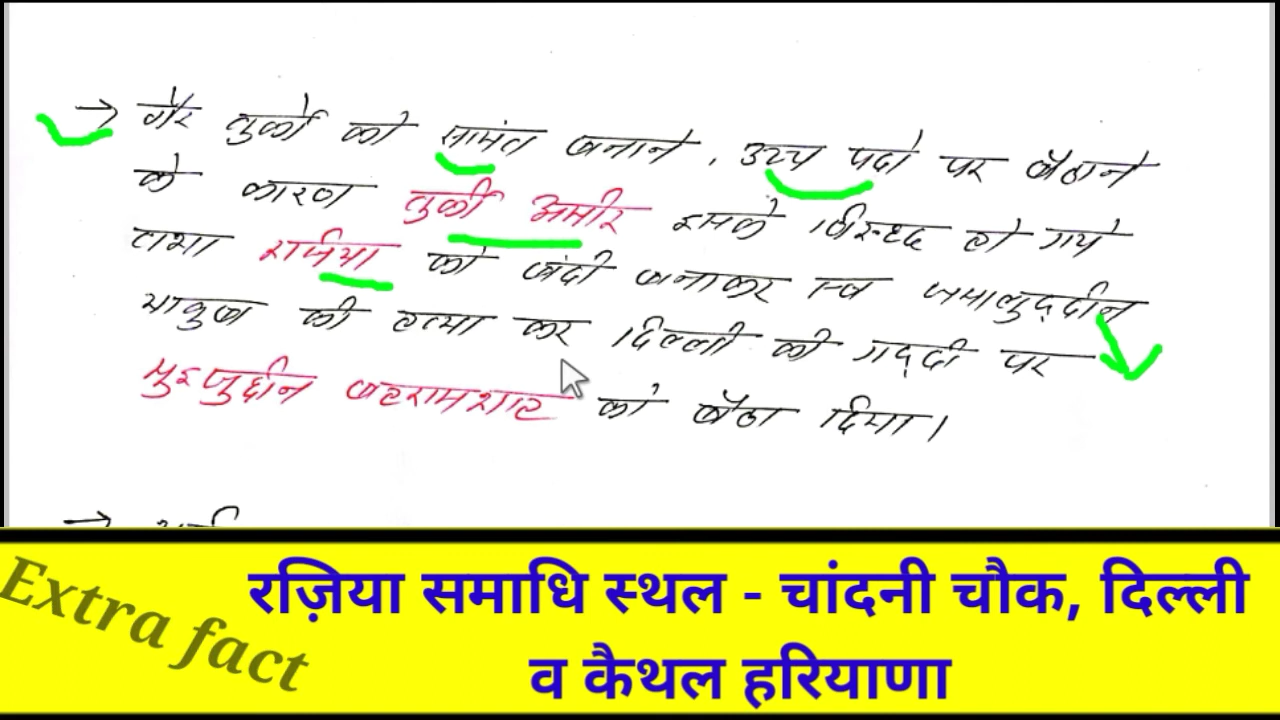 → गैर तुर्को को सामंत बनाने, उच्च पदो पर बैठाने
के कारण तुर्की अमीर इसके विरुध्द हो गये
तथा रजिया को बंदी बनाकर स्व जमालुद्दीन
याकुब की हत्या कर दिल्ली की गद्दी पर
मुइजुद्दीन बहरामशाह को बैठा दिया।
Extra fact
रज़िया समाधि स्थल - चांदनी चौक, दिल्ली
व कैथल हरियाणा